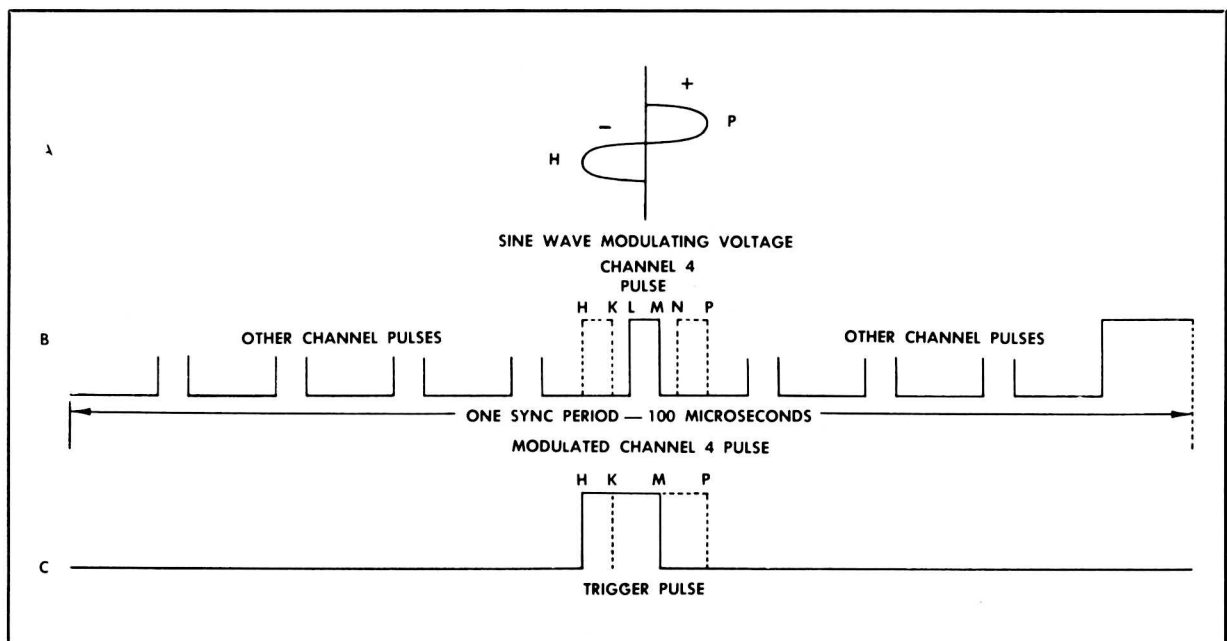 +
P
−
H
A
SINE WAVE MODULATING VOLTAGE
CHANNEL 4
PULSE
H K L M N P
B
OTHER CHANNEL PULSES
OTHER CHANNEL PULSES
ONE SYNC PERIOD — 100 MICROSECONDS
MODULATED CHANNEL 4 PULSE
H K M P
C
TRIGGER PULSE